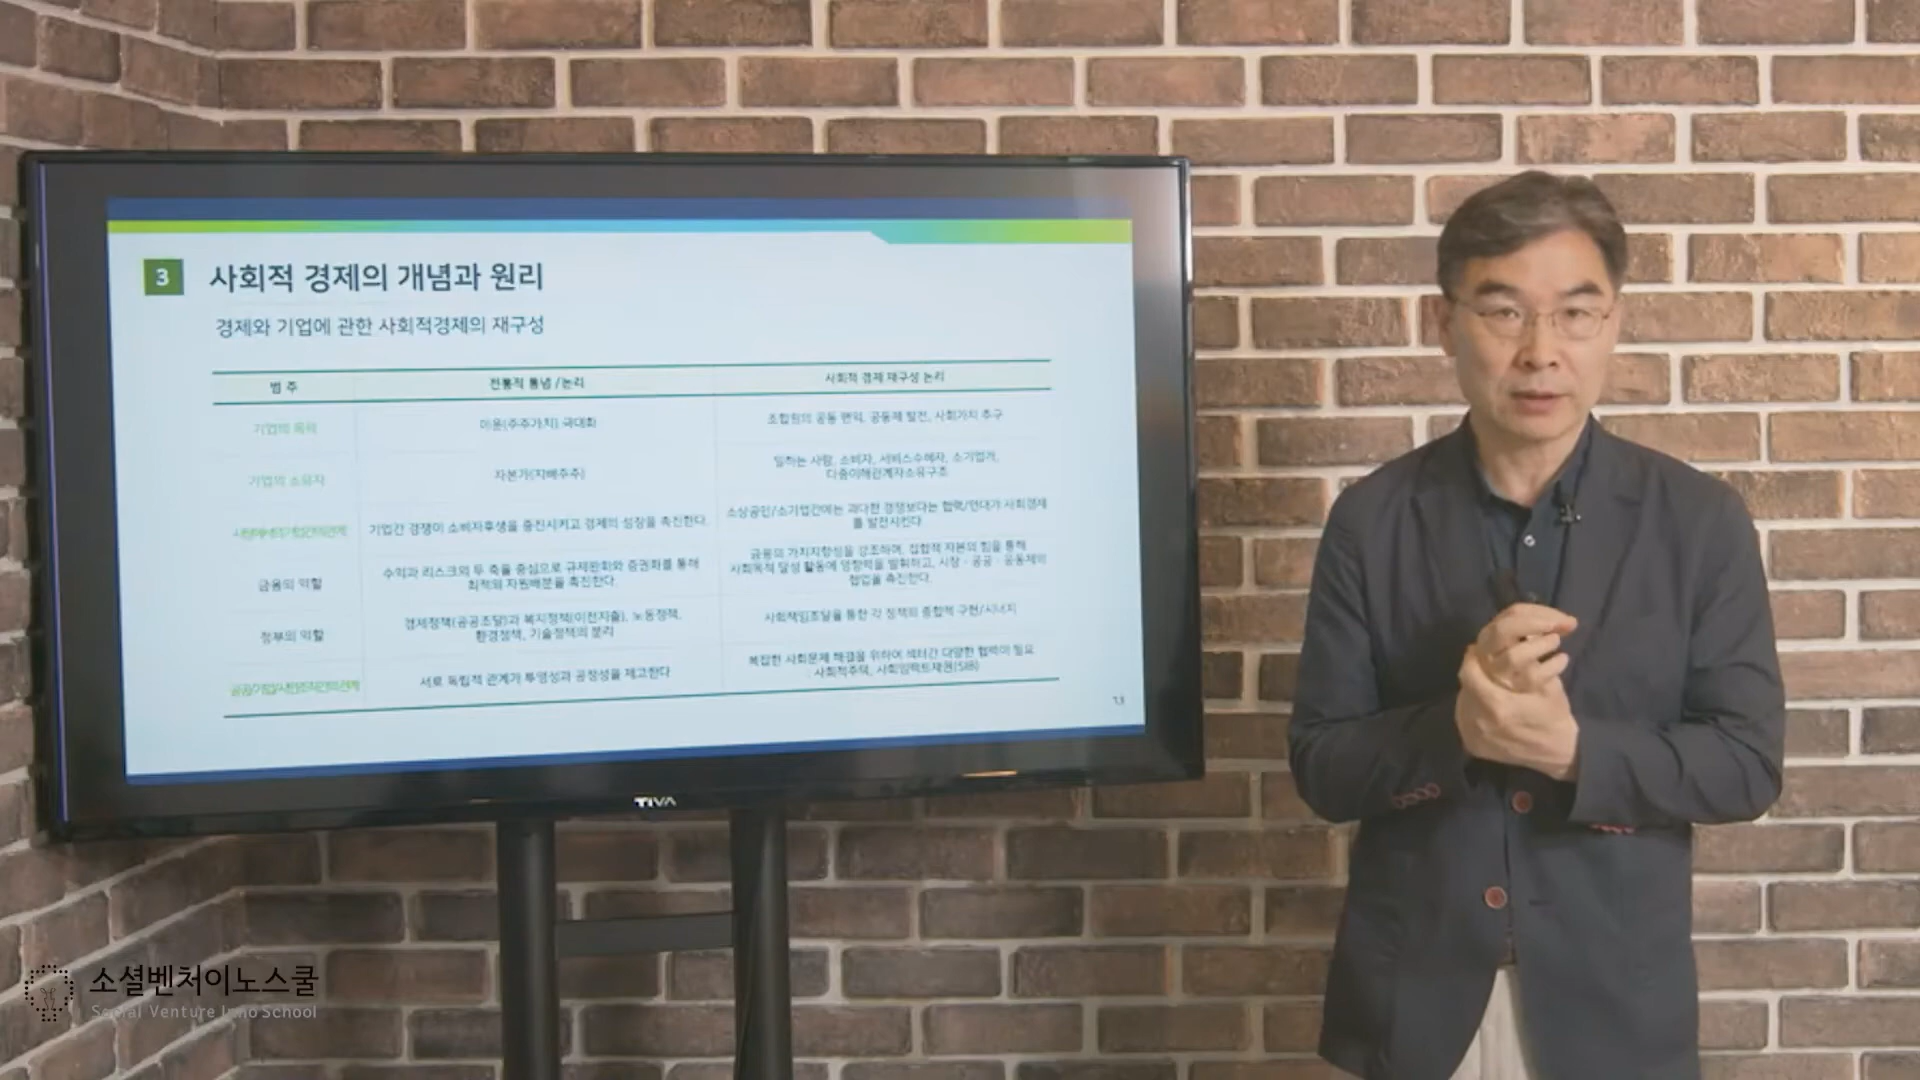 3 사회적 경제의 개념과 원리
경제와 기업에 관한 사회적경제의 재구성
범 주 전통적 통념 /논리 사회적 경제 재구성 논리
기업의 목적 이윤(주주가치) 극대화 조합원의 공동 편익, 공동체 발전, 사회가치 추구
기업의 소유자 자본가(지배주주) 일하는 사람, 소비자, 서비스수혜자, 소기업가,
다중이해관계자소유구조
기업간 경쟁이 소비자후생을 증진시키고 경제의 성장을 촉진한다.
소상공인/소기업간에는 과다한 경쟁보다는 협력/연대가 사회경제
를 발전시킨다
금융의 역할
수익과 리스크의 두 축을 중심으로 규제완화와 증권화를 통해
최적의 자원배분을 촉진한다.
금융의 가치지향성을 강조하며, 집합적 자본의 힘을 통해
사회목적 달성 활동에 영향력을 발휘하고, 시장 - 공공 - 공동체의
협업을 촉진한다.
정부의 역할
경제정책(공공조달)과 복지정책(이전지출), 노동정책,
환경정책, 기술정책의 분리
사회책임조달을 통한 각 정책의 종합적 구현/시너지
서로 독립적 관계가 투명성과 공정성을 제고한다
복잡한 사회문제 해결을 위하여 섹터간 다양한 협력이 필요
: 사회적주택, 사회임팩트채권(SIB)
13
TIVA
소셜벤처이노스쿨
Social Venture Inno School